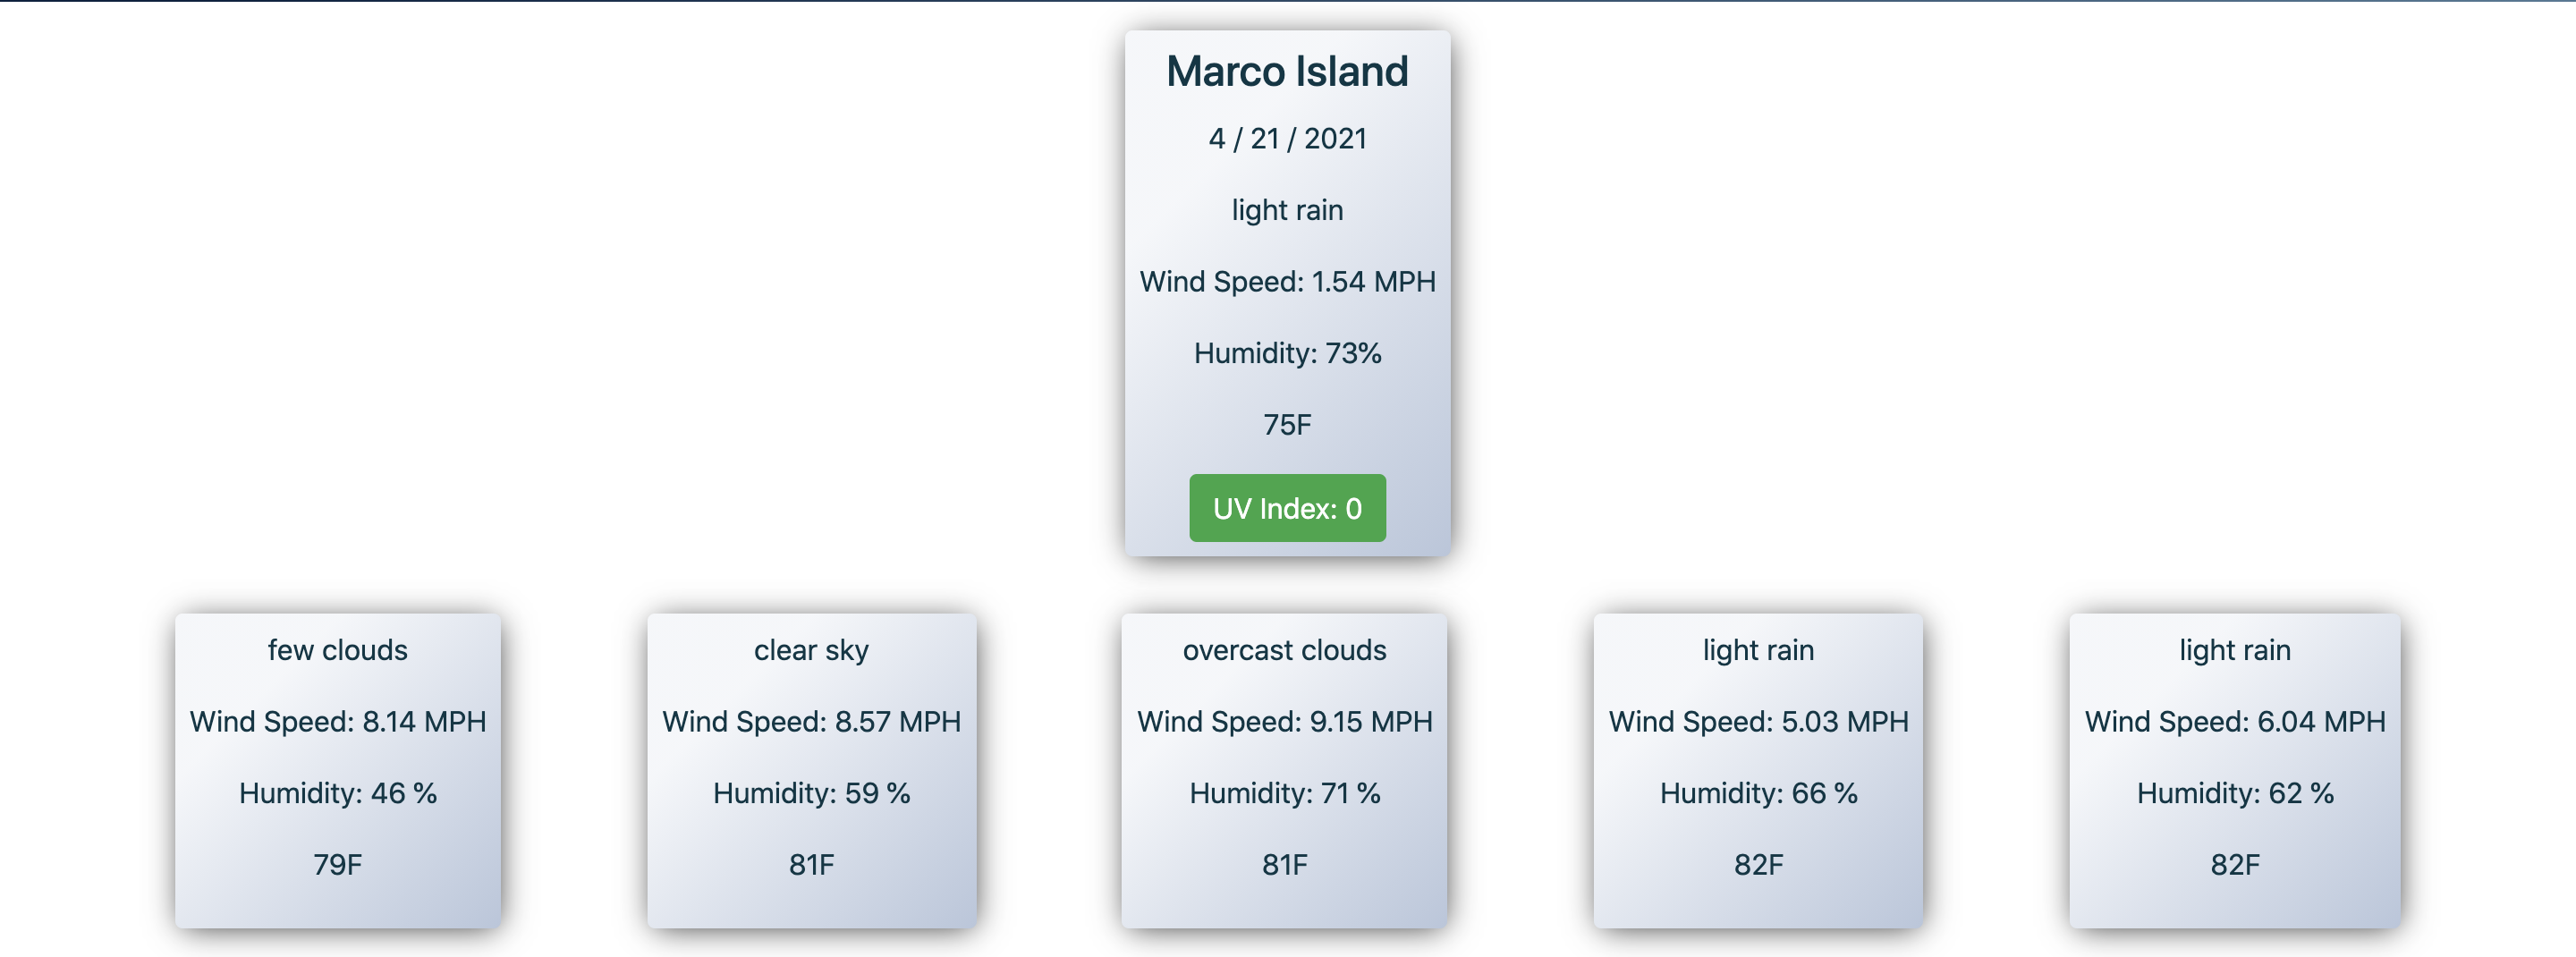 Marco Island
4 / 21 / 2021
light rain
Wind Speed: 1.54 MPH
Humidity: 73%
75F
UV Index: 0
few clouds
Wind Speed: 8.14 MPH
Humidity: 46 %
79F
clear sky
Wind Speed: 8.57 MPH
Humidity: 59 %
81F
overcast clouds
Wind Speed: 9.15 MPH
Humidity: 71 %
81F
light rain
Wind Speed: 5.03 MPH
Humidity: 66 %
82F
light rain
Wind Speed: 6.04 MPH
Humidity: 62 %
82F